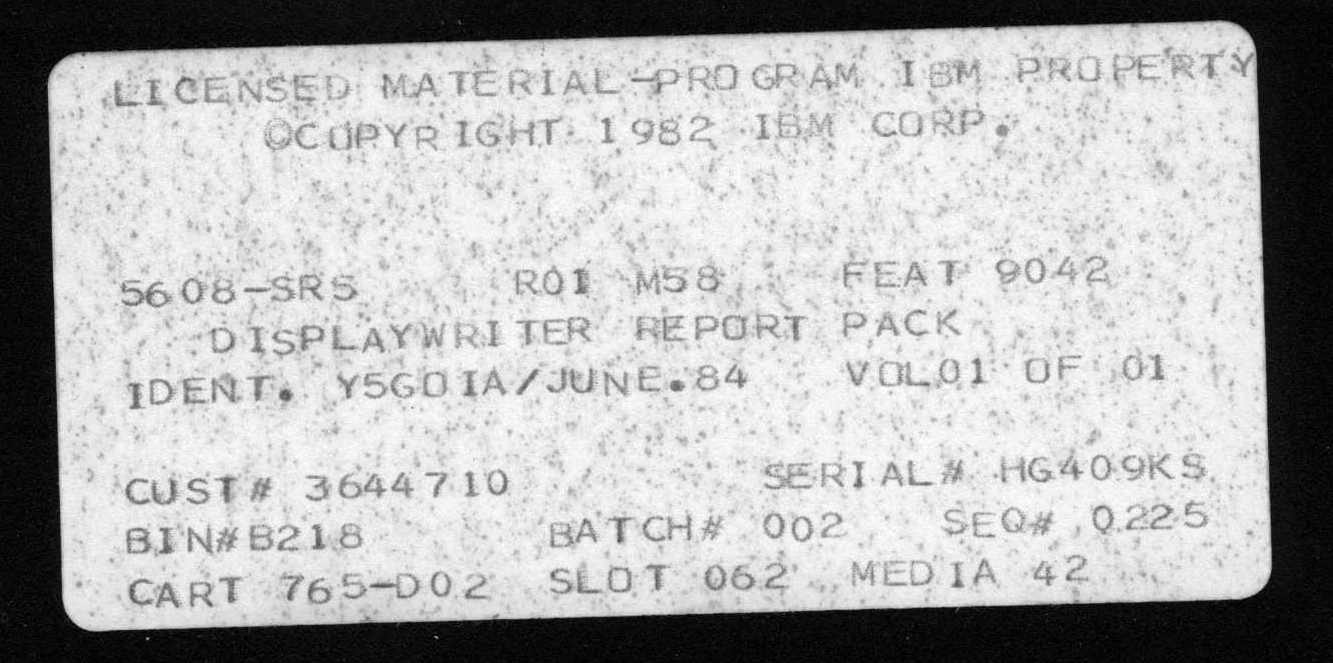 LICENSED MATERIAL-PROGRAM IBM PROPERTY
©COPYRIGHT 1982 IBM CORP.
5608-SR5 R01 M58 FEAT 9042
DISPLAYWRITER REPORT PACK
IDENT. Y5GOIA/JUNE.84 VOL01 OF 01
CUST# 3644710 SERIAL# HG409KS
BIN#B218 BATCH# 002 SEQ# 0225
CART 765-D02 SLOT 062 MEDIA 42